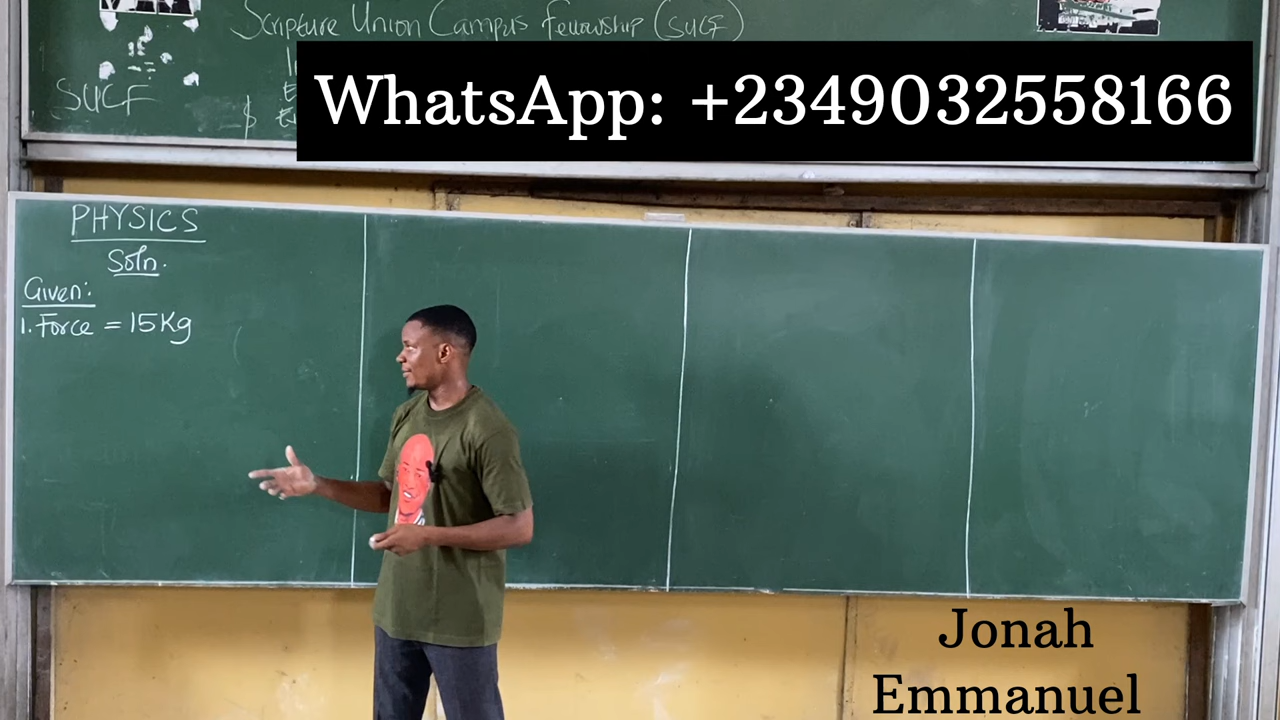 Scripture Union Campus Fellowship (SUCF)
SUCF
WhatsApp: +2349032558166
PHYSICS
Soln.
Given:
1. Force = 15Kg
Jonah
Emmanuel